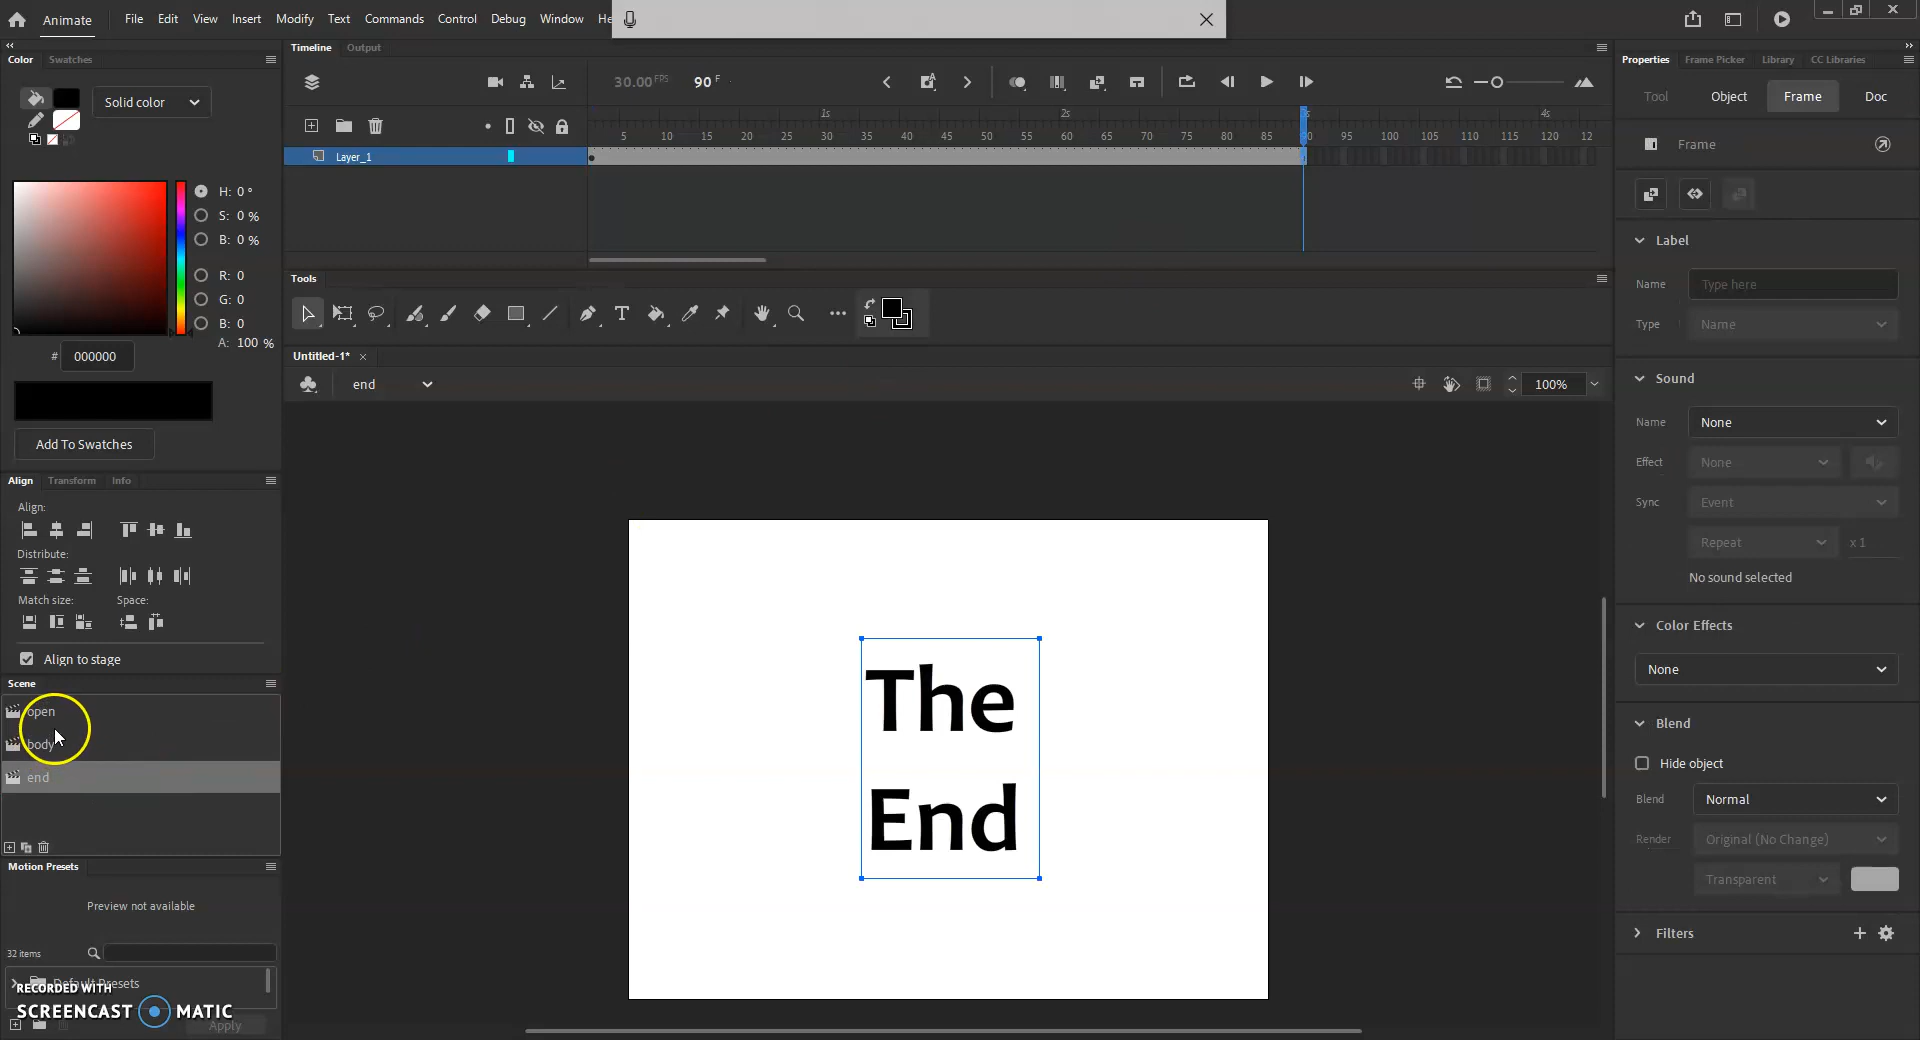 Animate
File Edit View Insert Modify Text Commands Control Debug Window He
Color Swatches
Solid color
H: 0 °
S: 0 %
B: 0 %
R: 0
G: 0
B: 0
A: 100 %
# 000000
Add To Swatches
Align Transform Info
Align:
Distribute:
Match size: Space:
Align to stage
Scene
open
body
end
Motion Presets
Preview not available
32 items
Default Presets
RECORDED WITH
SCREENCAST MATIC
Apply
Timeline Output
30.00 FPS 90 F
1s 2s 3s 4s
5 10 15 20 25 30 35 40 45 50 55 60 65 70 75 80 85 90 95 100 105 110 115 120 12
Layer_1
Tools
Untitled-1*
end
100%
The
End
Properties Frame Picker Library CC Libraries
Tool Object Frame Doc
Frame
Label
Name Type here
Type Name
Sound
Name None
Effect None
Sync Event
Repeat x 1
No sound selected
Color Effects
None
Blend
Hide object
Blend Normal
Render Original (No Change)
Transparent
Filters